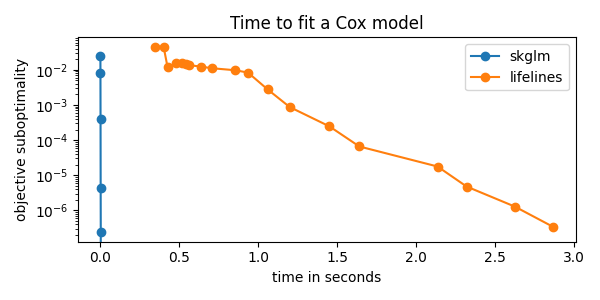 Time to fit a Cox model
objective suboptimality
10⁻²
10⁻³
10⁻⁴
10⁻⁵
10⁻⁶
skglm
lifelines
0.0 0.5 1.0 1.5 2.0 2.5 3.0
time in seconds